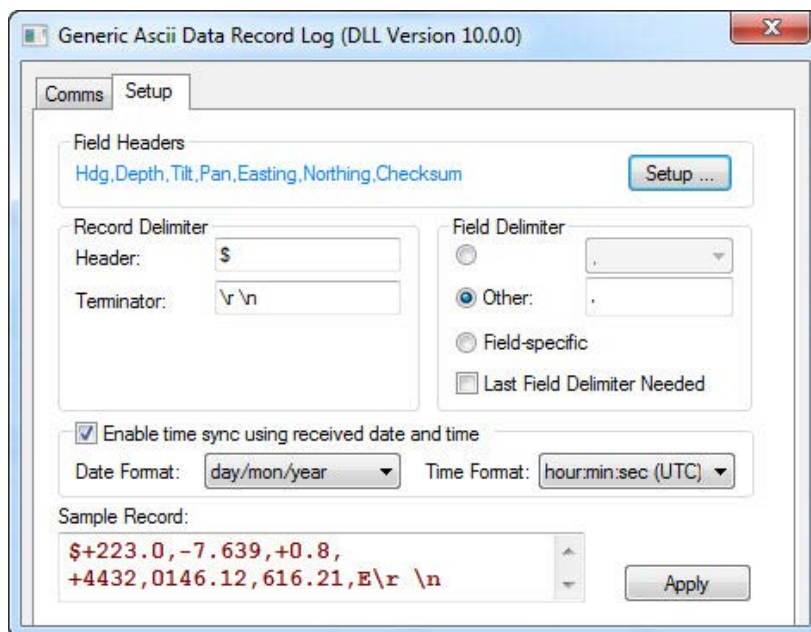 Generic Ascii Data Record Log (DLL Version 10.0.0)
Comms Setup
Field Headers
Hdg,Depth,Tilt,Pan,Easting,Northing,Checksum
Setup ...
Record Delimiter
Header: $
Terminator: \r \n
Field Delimiter
,
Other: .
Field-specific
Last Field Delimiter Needed
Enable time sync using received date and time
Date Format: day/mon/year Time Format: hour:min:sec (UTC)
Sample Record:
$+223.0,-7.639,+0.8,
+4432,0146.12,616.21,E\r \n
Apply